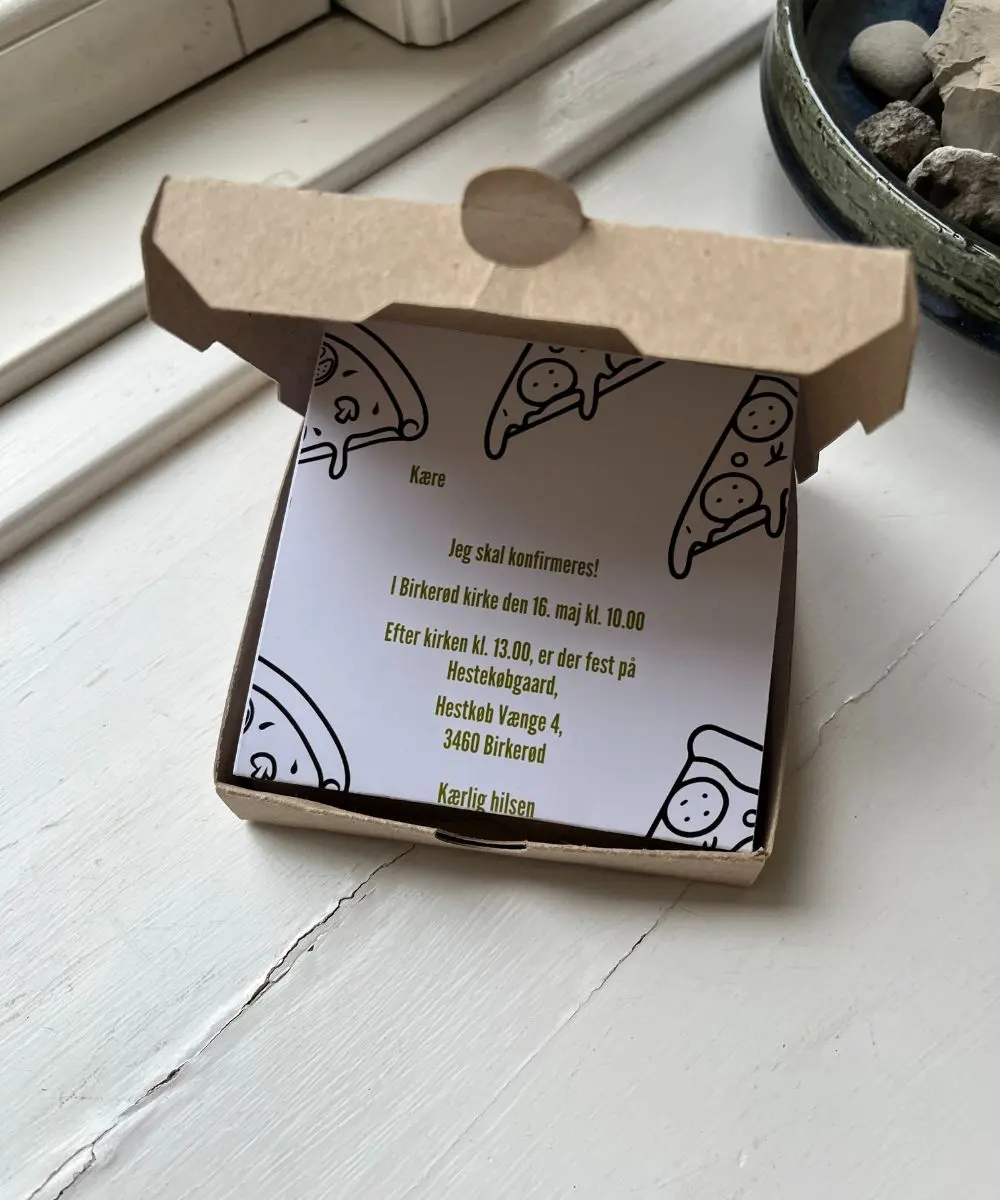 Kære
Jeg skal konfirmeres!
I Birkerød kirke den 16. maj kl. 10.00
Efter kirken kl. 13.00, er der fest på
Hestekøbgaard,
Hestkøb Vænge 4,
3460 Birkerød
Kærlig hilsen